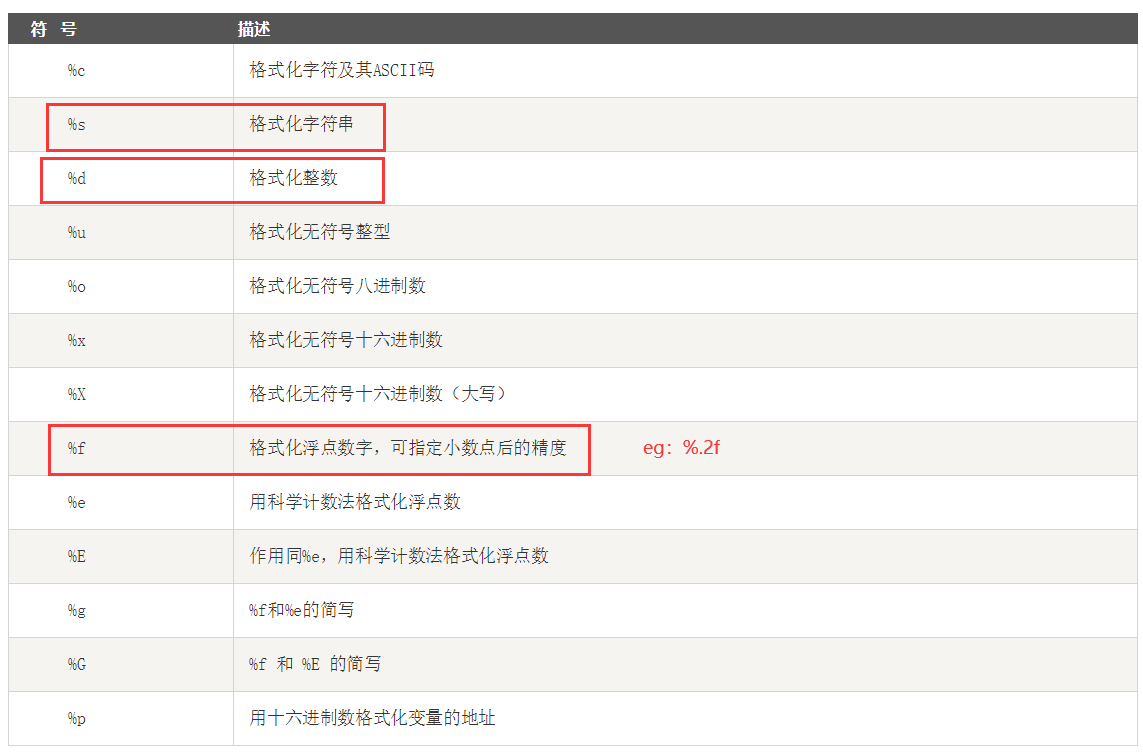 符 号 描述
%c 格式化字符及其ASCII码
%s 格式化字符串
%d 格式化整数
%u 格式化无符号整型
%o 格式化无符号八进制数
%x 格式化无符号十六进制数
%X 格式化无符号十六进制数（大写）
%f 格式化浮点数字，可指定小数点后的精度 eg：%.2f
%e 用科学计数法格式化浮点数
%E 作用同%e，用科学计数法格式化浮点数
%g %f和%e的简写
%G %f 和 %E 的简写
%p 用十六进制数格式化变量的地址